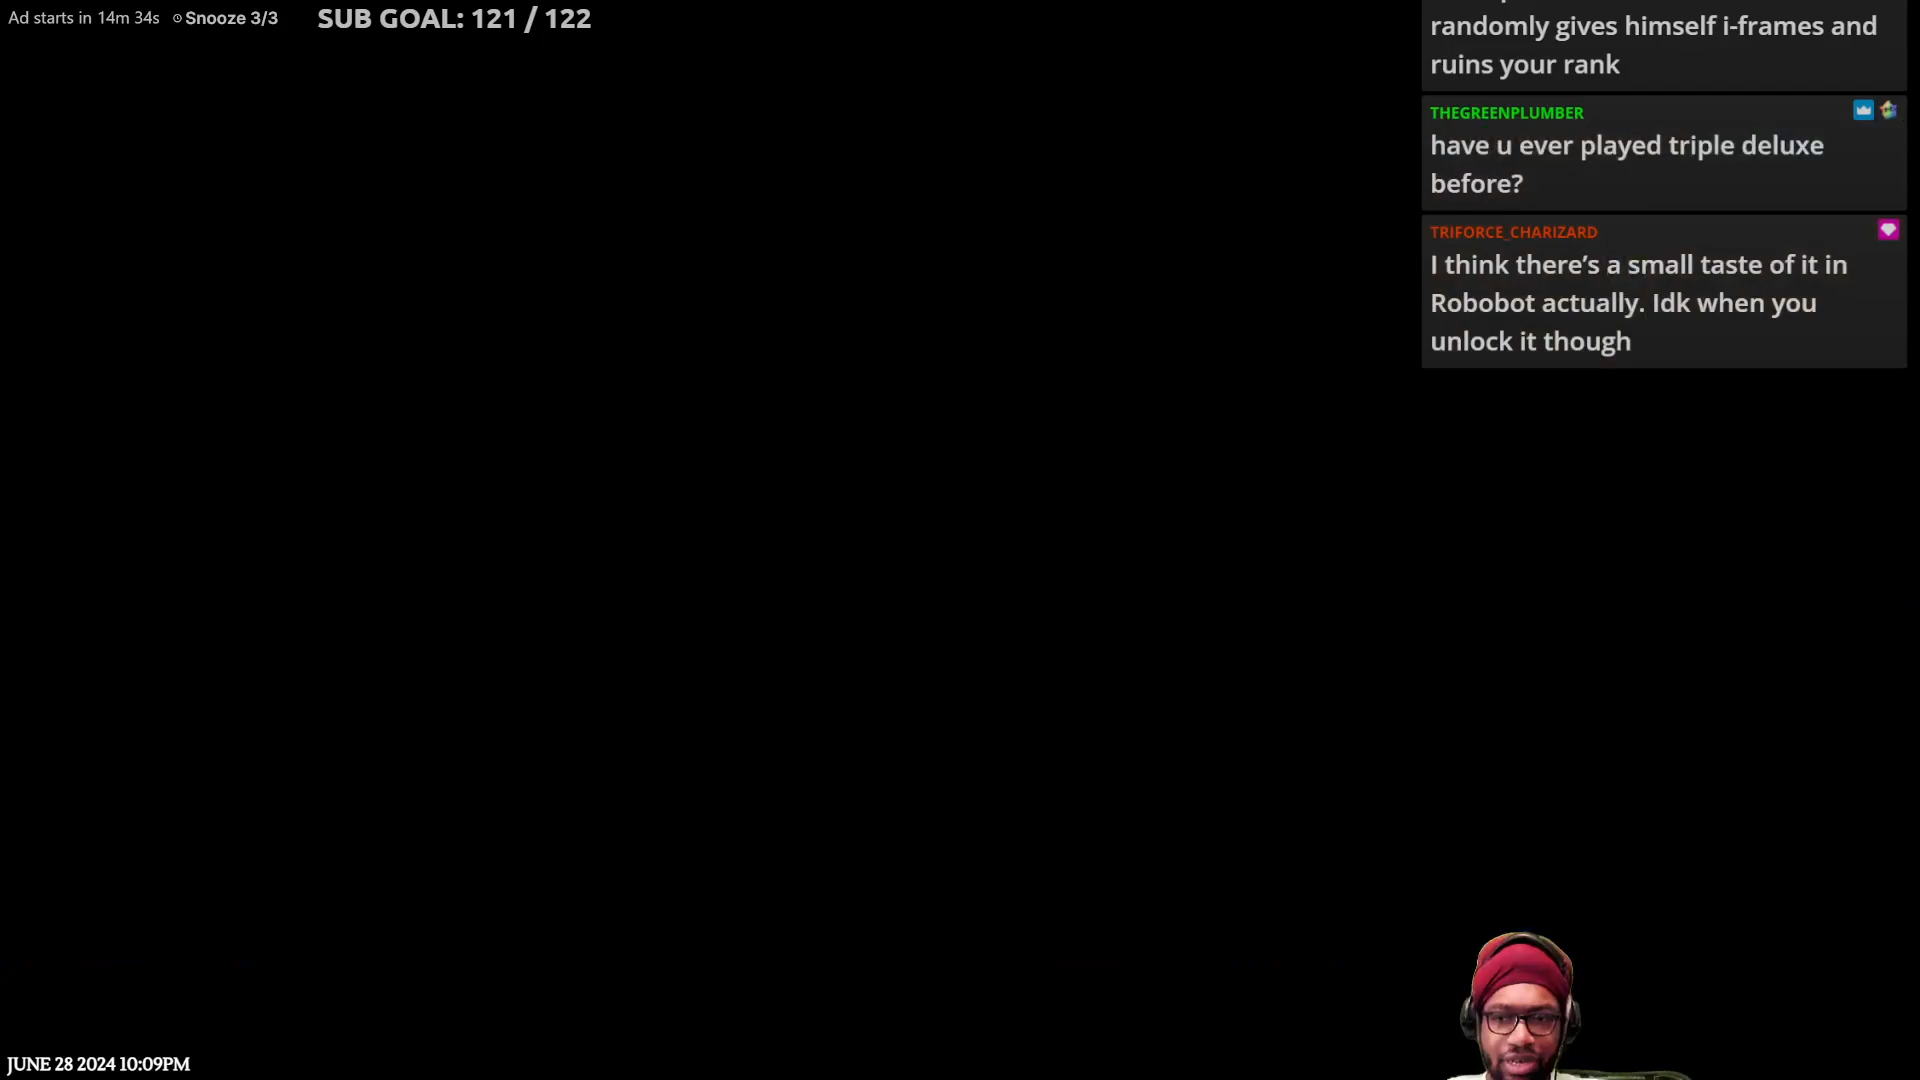 Ad starts in 14m 34s Snooze 3/3 SUB GOAL: 121 / 122
randomly gives himself i-frames and
ruins your rank
THEGREENPLUMBER
have u ever played triple deluxe
before?
TRIFORCE_CHARIZARD
I think there’s a small taste of it in
Robobot actually. Idk when you
unlock it though
JUNE 28 2024 10:09PM